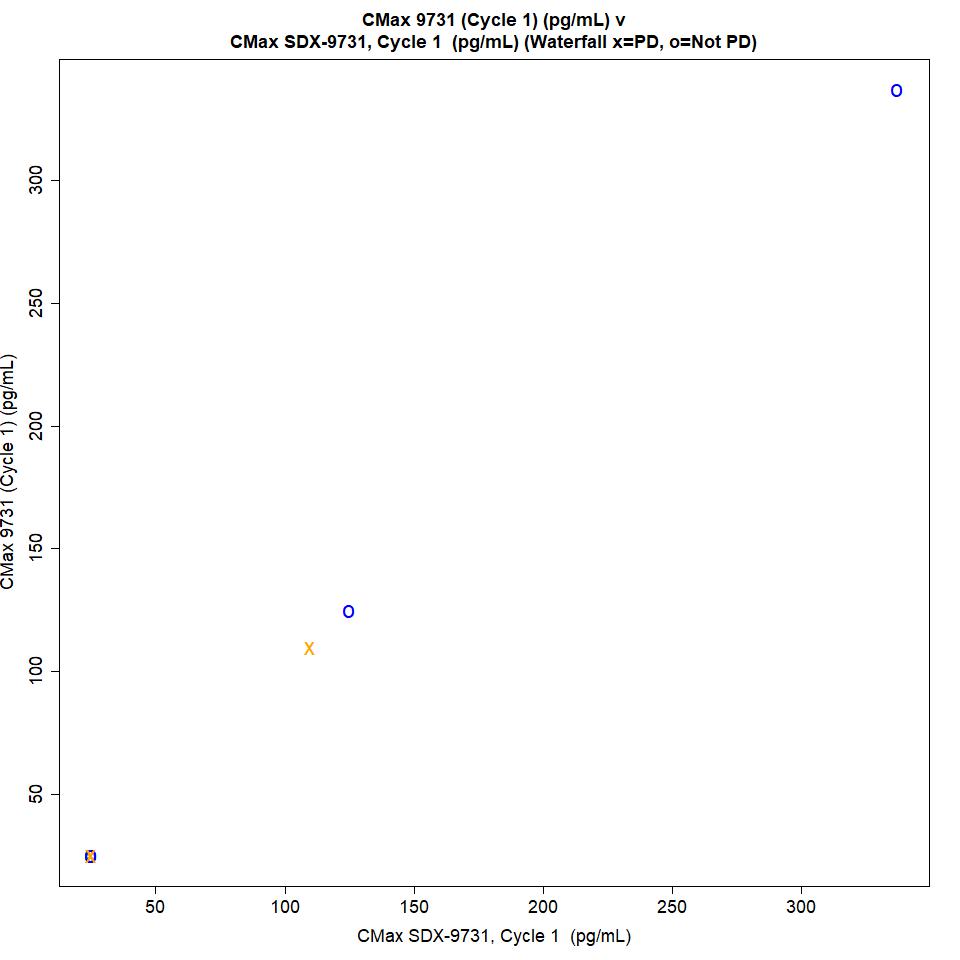 CMax 9731 (Cycle 1) (pg/mL) v
CMax SDX-9731, Cycle 1  (pg/mL) (Waterfall x=PD, o=Not PD)
CMax 9731 (Cycle 1) (pg/mL)
300
250
200
150
100
50
o
o
x
x
o
50 100 150 200 250 300
CMax SDX-9731, Cycle 1  (pg/mL)